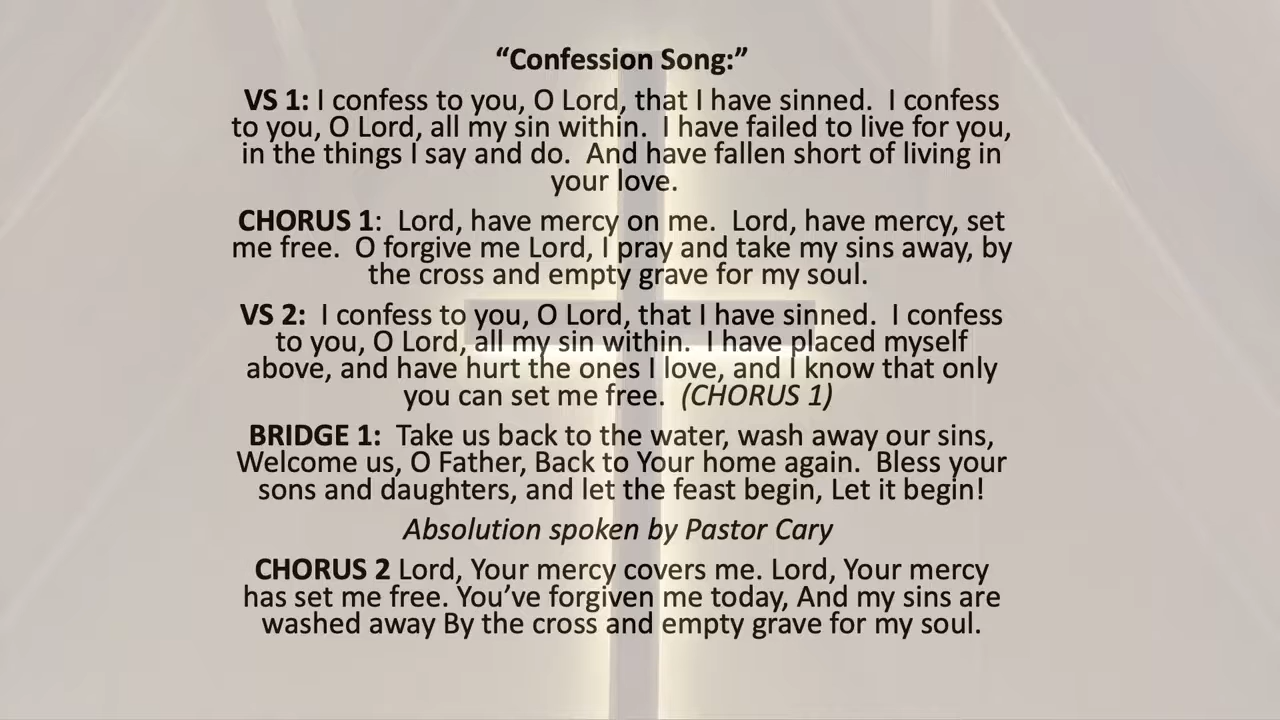 “Confession Song:”
VS 1: I confess to you, O Lord, that I have sinned.  I confess
to you, O Lord, all my sin within.  I have failed to live for you,
in the things I say and do.  And have fallen short of living in
your love.
CHORUS 1:  Lord, have mercy on me.  Lord, have mercy, set
me free.  O forgive me Lord, I pray and take my sins away, by
the cross and empty grave for my soul.
VS 2:  I confess to you, O Lord, that I have sinned.  I confess
to you, O Lord, all my sin within.  I have placed myself
above, and have hurt the ones I love, and I know that only
you can set me free.  (CHORUS 1)
BRIDGE 1:  Take us back to the water, wash away our sins,
Welcome us, O Father, Back to Your home again.  Bless your
sons and daughters, and let the feast begin, Let it begin!
Absolution spoken by Pastor Cary
CHORUS 2 Lord, Your mercy covers me. Lord, Your mercy
has set me free. You’ve forgiven me today, And my sins are
washed away By the cross and empty grave for my soul.